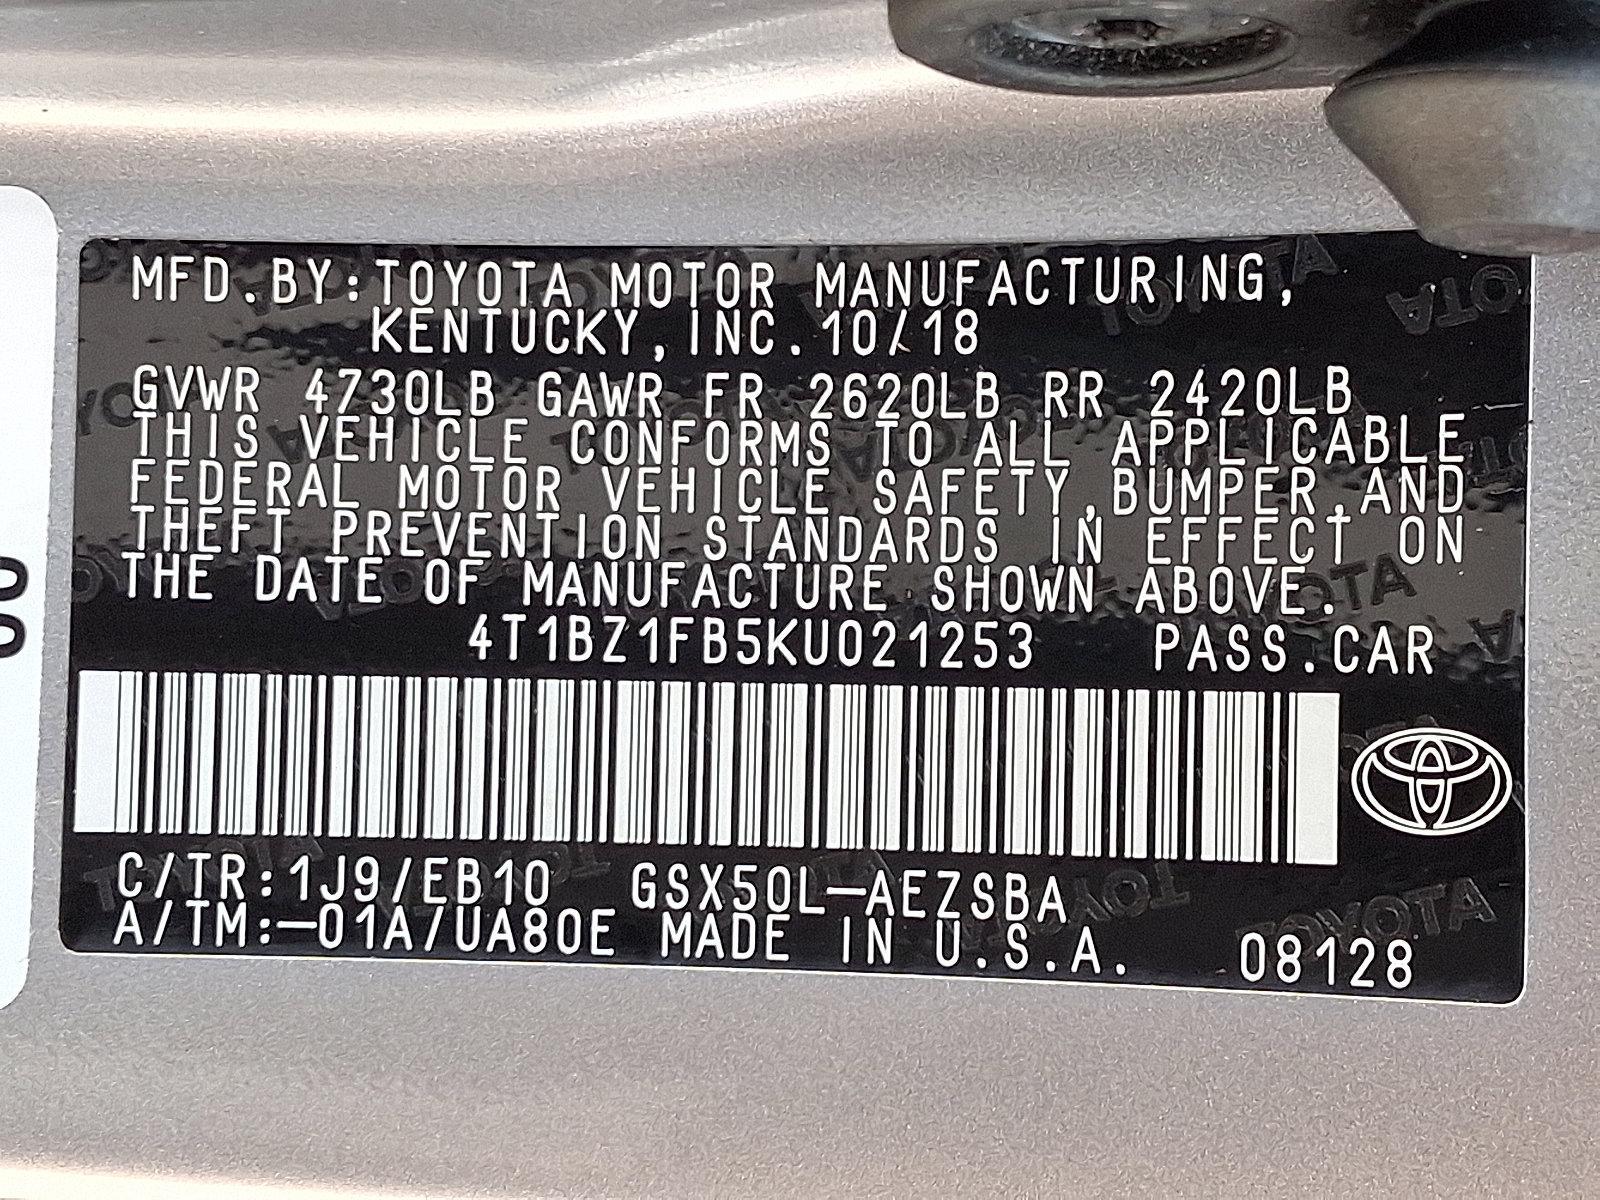 MFD.BY:TOYOTA MOTOR MANUFACTURING,
KENTUCKY,INC.10/18
GVWR 4730LB GAWR FR 2620LB RR 2420LB
THIS VEHICLE CONFORMS TO ALL APPLICABLE
FEDERAL MOTOR VEHICLE SAFETY,BUMPER,AND
THEFT PREVENTION STANDARDS IN EFFECT ON
THE DATE OF MANUFACTURE SHOWN ABOVE.
4T1BZ1FB5KU021253 PASS.CAR
C/TR:1J9/EB10 GSX50L-AEZSBA
A/TM:-01A/UA80E MADE IN U.S.A. 08128